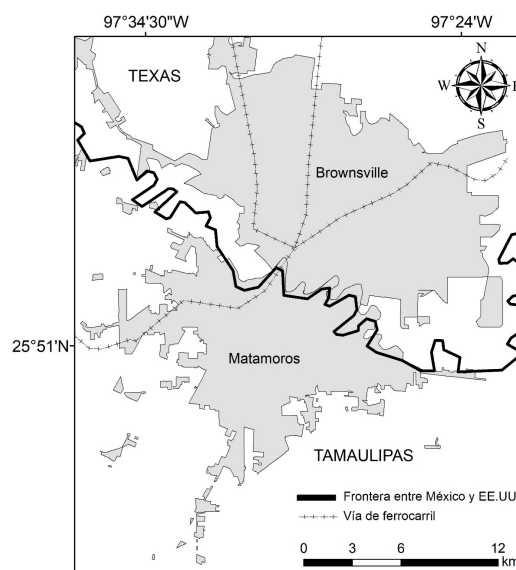 97°34'30"W
97°24'W
TEXAS
N
W
E
S
Brownsville
25°51'N
Matamoros
TAMAULIPAS
Frontera entre México y EE.UU
Vía de ferrocarril
0 3 6 12
km